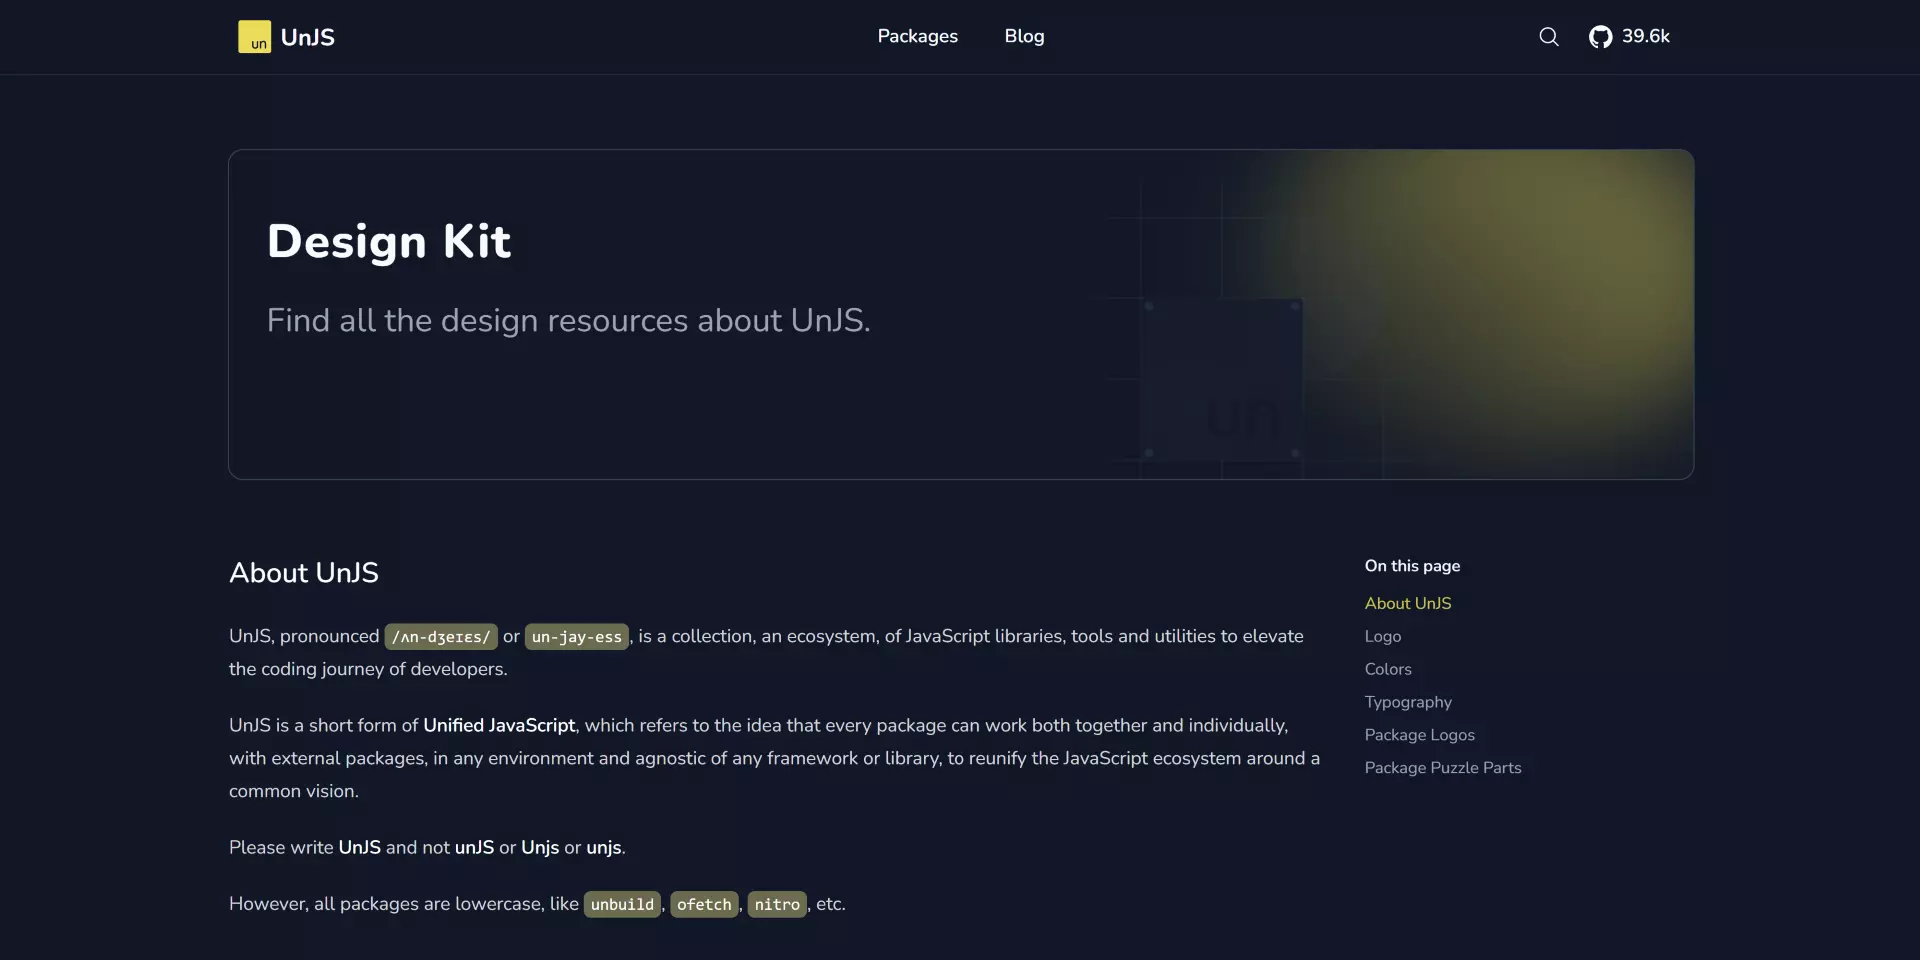 un UnJS
Packages Blog
39.6k
Design Kit
Find all the design resources about UnJS.
un
About UnJS
UnJS, pronounced /ʌn-dʒeɪɛs/ or un-jay-ess, is a collection, an ecosystem, of JavaScript libraries, tools and utilities to elevate
the coding journey of developers.
UnJS is a short form of Unified JavaScript, which refers to the idea that every package can work both together and individually,
with external packages, in any environment and agnostic of any framework or library, to reunify the JavaScript ecosystem around a
common vision.
Please write UnJS and not unJS or Unjs or unjs.
However, all packages are lowercase, like unbuild, ofetch, nitro, etc.
On this page
About UnJS
Logo
Colors
Typography
Package Logos
Package Puzzle Parts